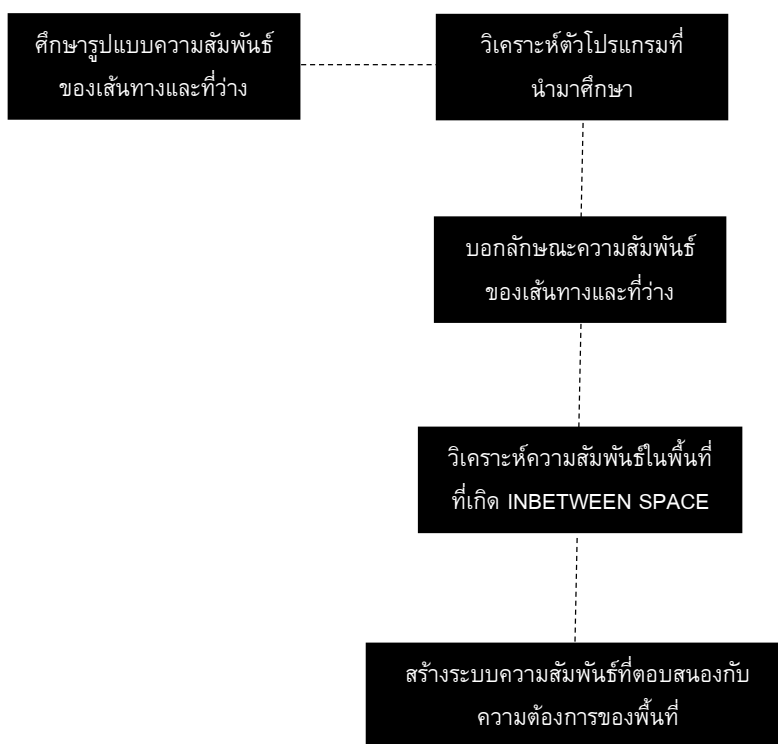 ศึกษารูปแบบความสัมพันธ์
ของเส้นทางและที่ว่าง
วิเคราะห์ตัวโปรแกรมที่
นำมาศึกษา
บอกลักษณะความสัมพันธ์
ของเส้นทางและที่ว่าง
วิเคราะห์ความสัมพันธ์ในพื้นที่
ที่เกิด INBETWEEN SPACE
สร้างระบบความสัมพันธ์ที่ตอบสนองกับ
ความต้องการของพื้นที่